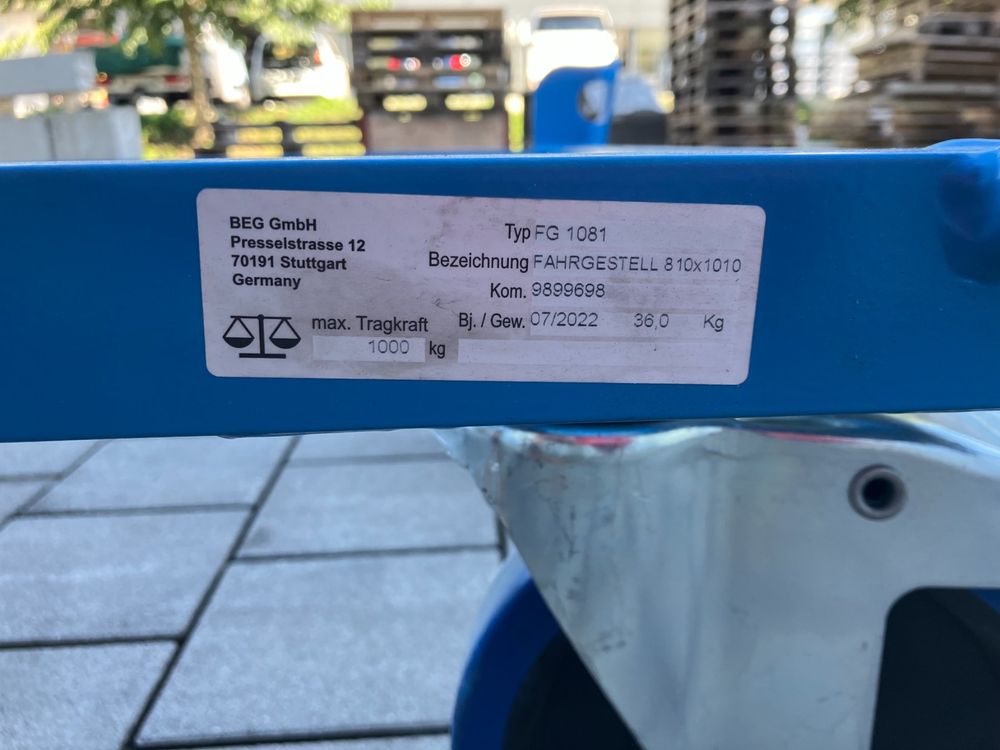 BEG GmbH
Presselstrasse 12
70191 Stuttgart
Germany
max. Tragkraft
1000 kg
Typ FG 1081
Bezeichnung FAHRGESTELL 810x1010
Kom. 9899698
Bj. / Gew. 07/2022 36,0 Kg